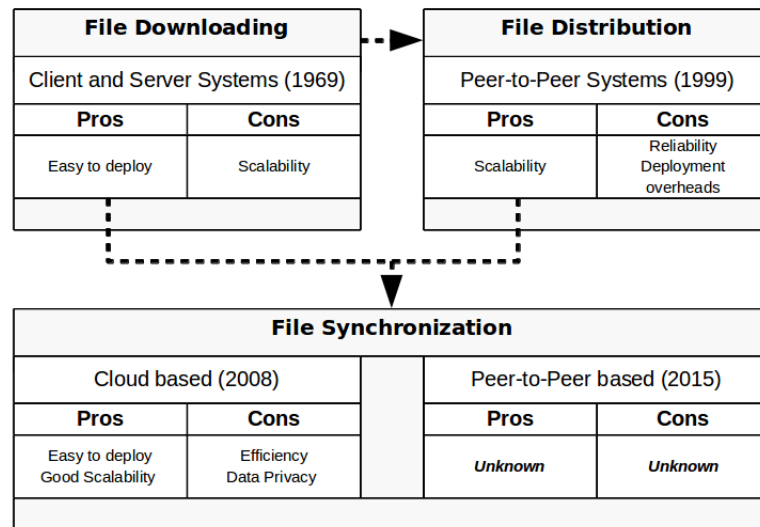 File Downloading
Client and Server Systems (1969)
Pros
Cons
Easy to deploy
Scalability
File Distribution
Peer-to-Peer Systems (1999)
Pros
Cons
Scalability
Reliability
Deployment
overheads
File Synchronization
Cloud based (2008)
Pros
Cons
Easy to deploy
Good Scalability
Efficiency
Data Privacy
Peer-to-Peer based (2015)
Pros
Cons
Unknown
Unknown